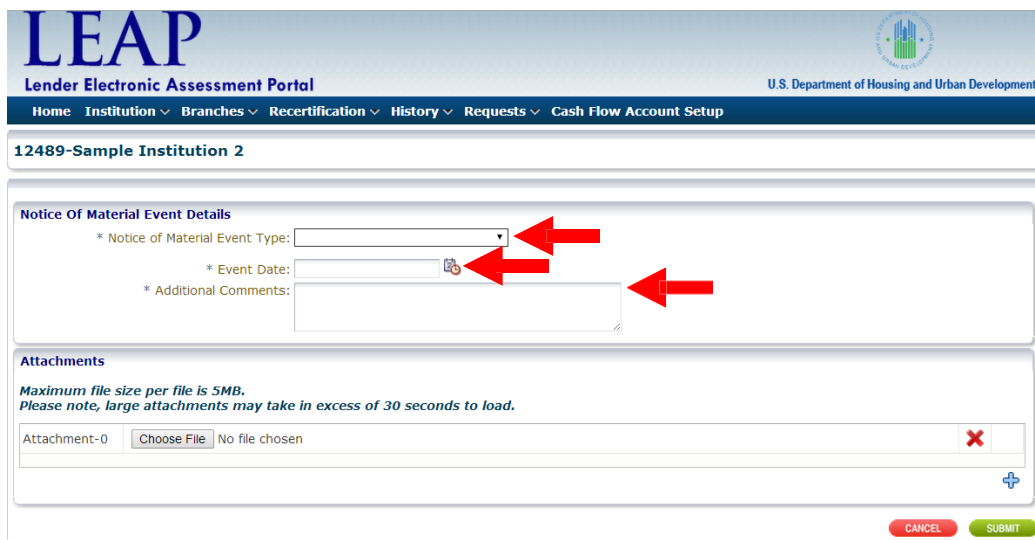 LEAP
Lender Electronic Assessment Portal
U.S. Department of Housing and Urban Development
Home Institution Branches Recertification History Requests Cash Flow Account Setup
12489-Sample Institution 2
Notice Of Material Event Details
* Notice of Material Event Type:
* Event Date:
* Additional Comments:
Attachments
Maximum file size per file is 5MB.
Please note, large attachments may take in excess of 30 seconds to load.
Attachment-0 Choose File No file chosen
CANCEL SUBMIT